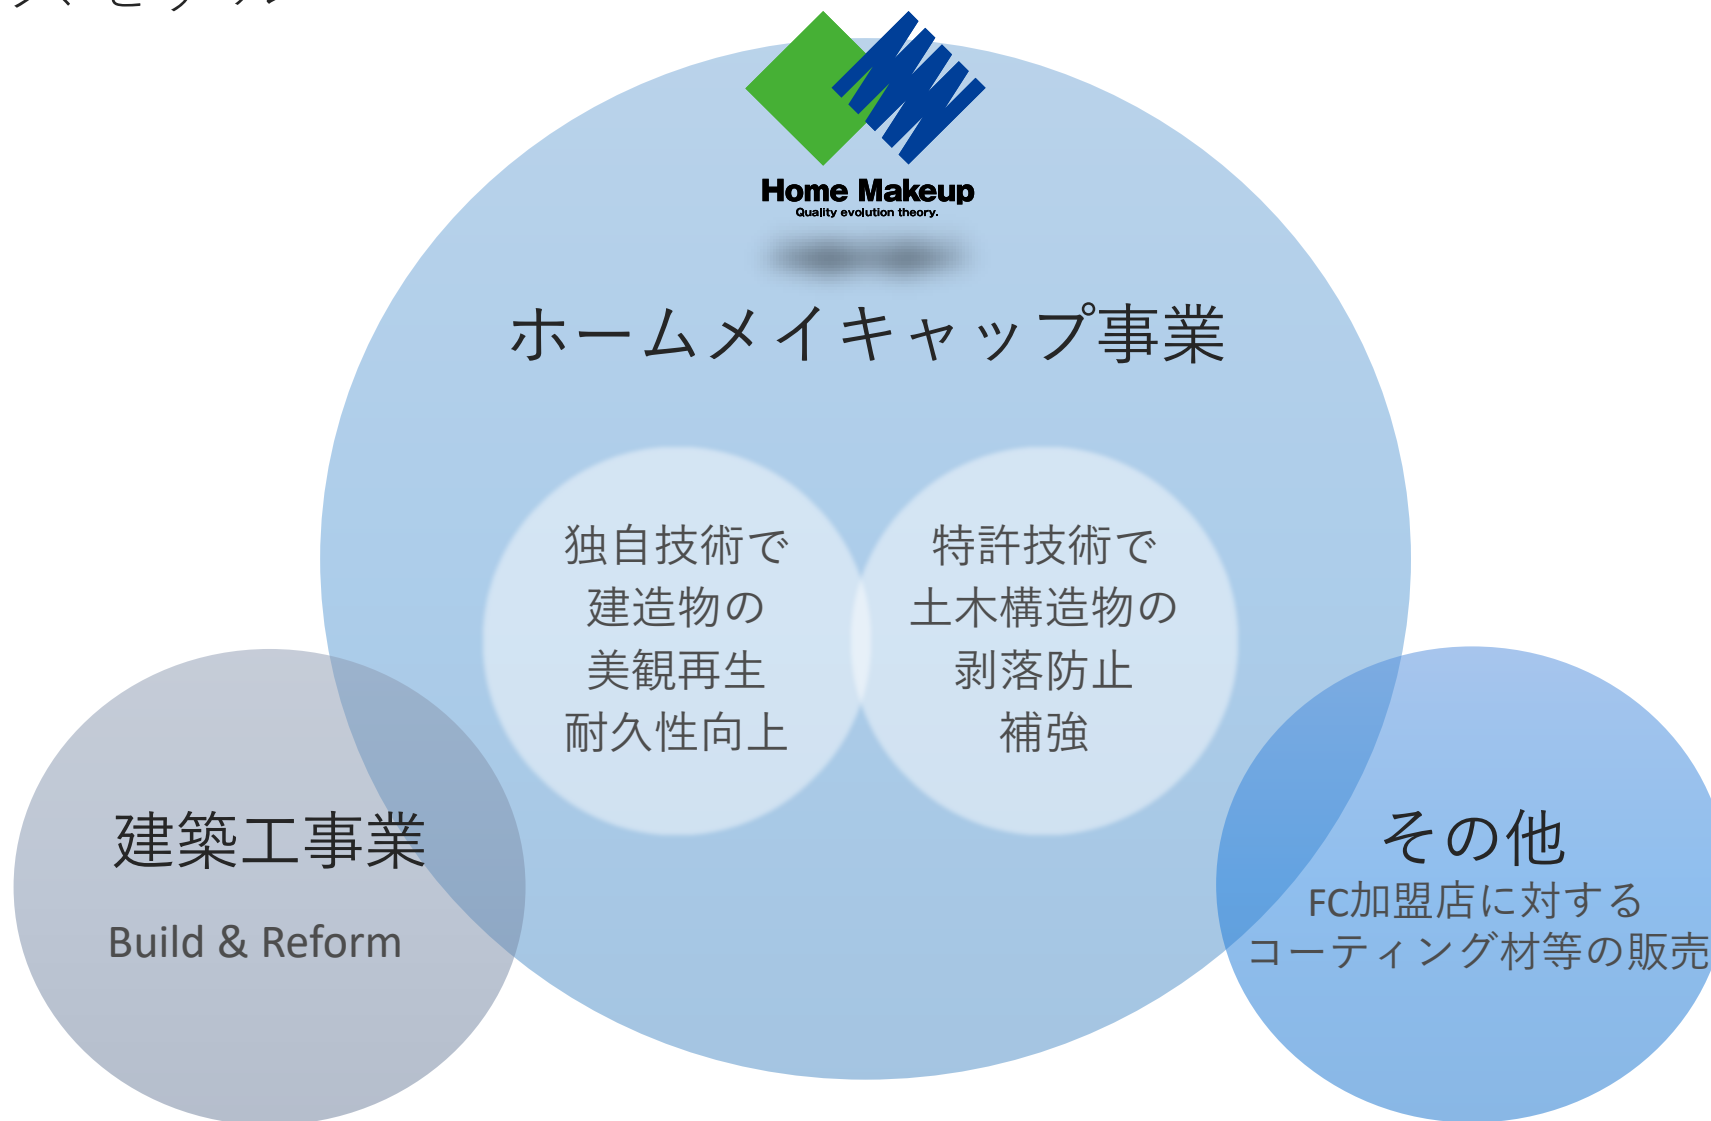 Home Makeup
Quality evolution theory.
ホームメイキャップ事業
独自技術で
建造物の
美観再生
耐久性向上
特許技術で
土木構造物の
剥落防止
補強
建築工事業
Build & Reform
その他
FC加盟店に対する
コーティング材等の販売